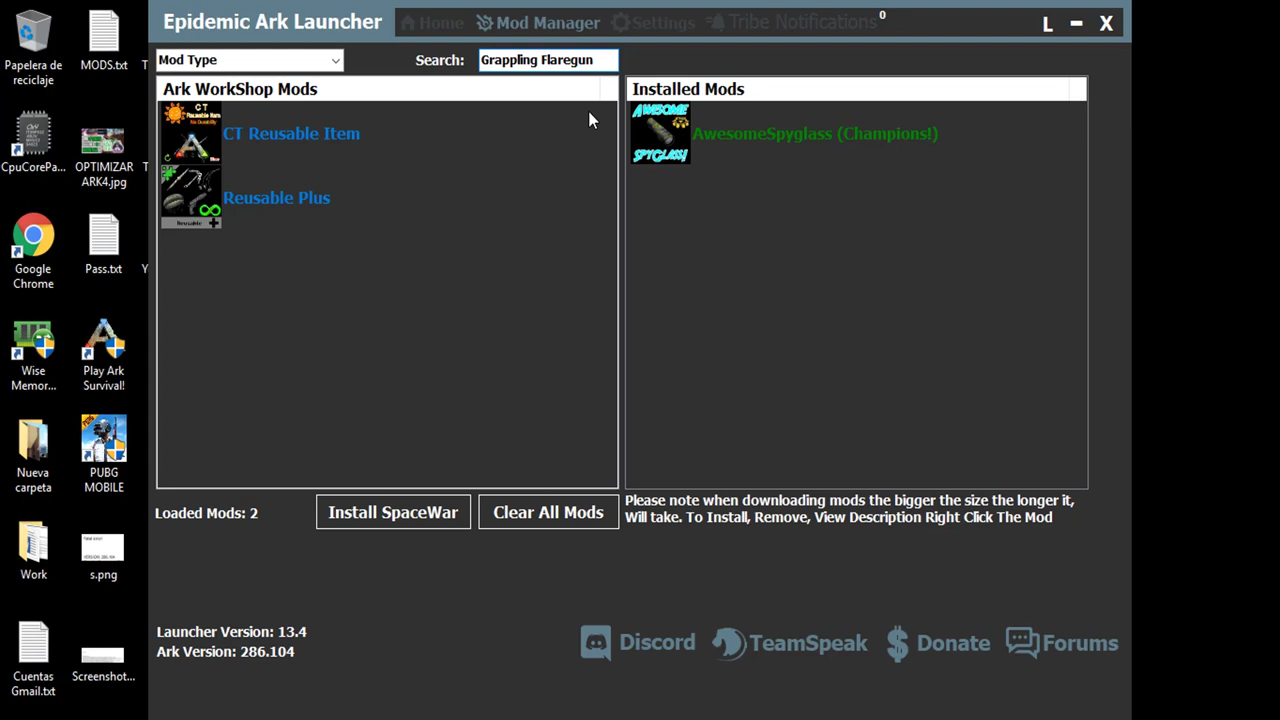 Epidemic Ark Launcher
Home
Mod Manager
Settings
Tribe Notifications
0
L
X
Mod Type
Search:
Grappling Flaregun
Ark WorkShop Mods
Installed Mods
CT Reusable Item
Reusable Plus
Reusable
AWESOME
SPYGLASS!
AwesomeSpyglass (Champions!)
Loaded Mods: 2
Install SpaceWar
Clear All Mods
Please note when downloading mods the bigger the size the longer it,
Will take. To Install, Remove, View Description Right Click The Mod
Launcher Version: 13.4
Ark Version: 286.104
Discord
TeamSpeak
Donate
Forums
Papelera de
reciclaje
MODS.txt
CpuCorePa...
OPTIMIZAR
ARK4.jpg
Google
Chrome
Pass.txt
Wise
Memor...
Play Ark
Survival!
Nueva
carpeta
PUBG
MOBILE
Work
s.png
Cuentas
Gmail.txt
Screenshot...